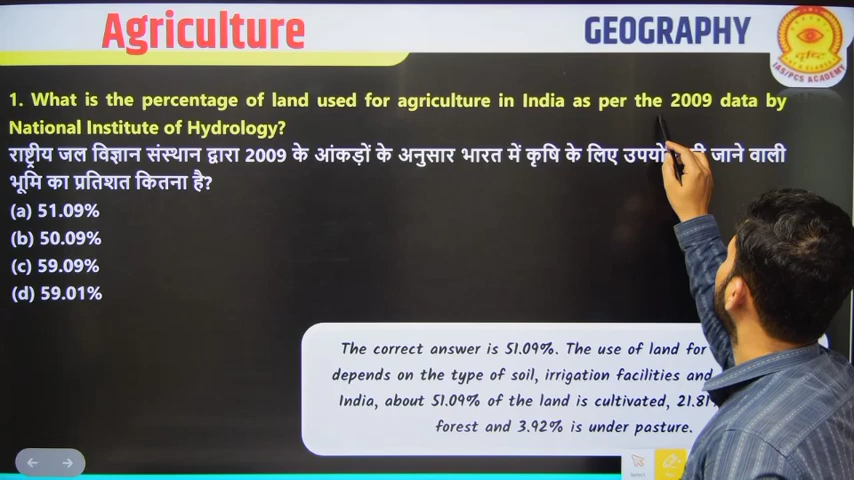 Agriculture
GEOGRAPHY
दृष्टि
IAS/PCS ACADEMY
1. What is the percentage of land used for agriculture in India as per the 2009 data by
National Institute of Hydrology?
राष्ट्रीय जल विज्ञान संस्थान द्वारा 2009 के आंकड़ों के अनुसार भारत में कृषि के लिए जाने वाली
भूमि का प्रतिशत कितना है?
(a) 51.09%
(b) 50.09%
(c) 59.09%
(d) 59.01%
The correct answer is 51.09%. The use of land for
depends on the type of soil, irrigation facilities and
India, about 51.09% of the land is cultivated, 21.81
forest and 3.92% is under pasture.
Select